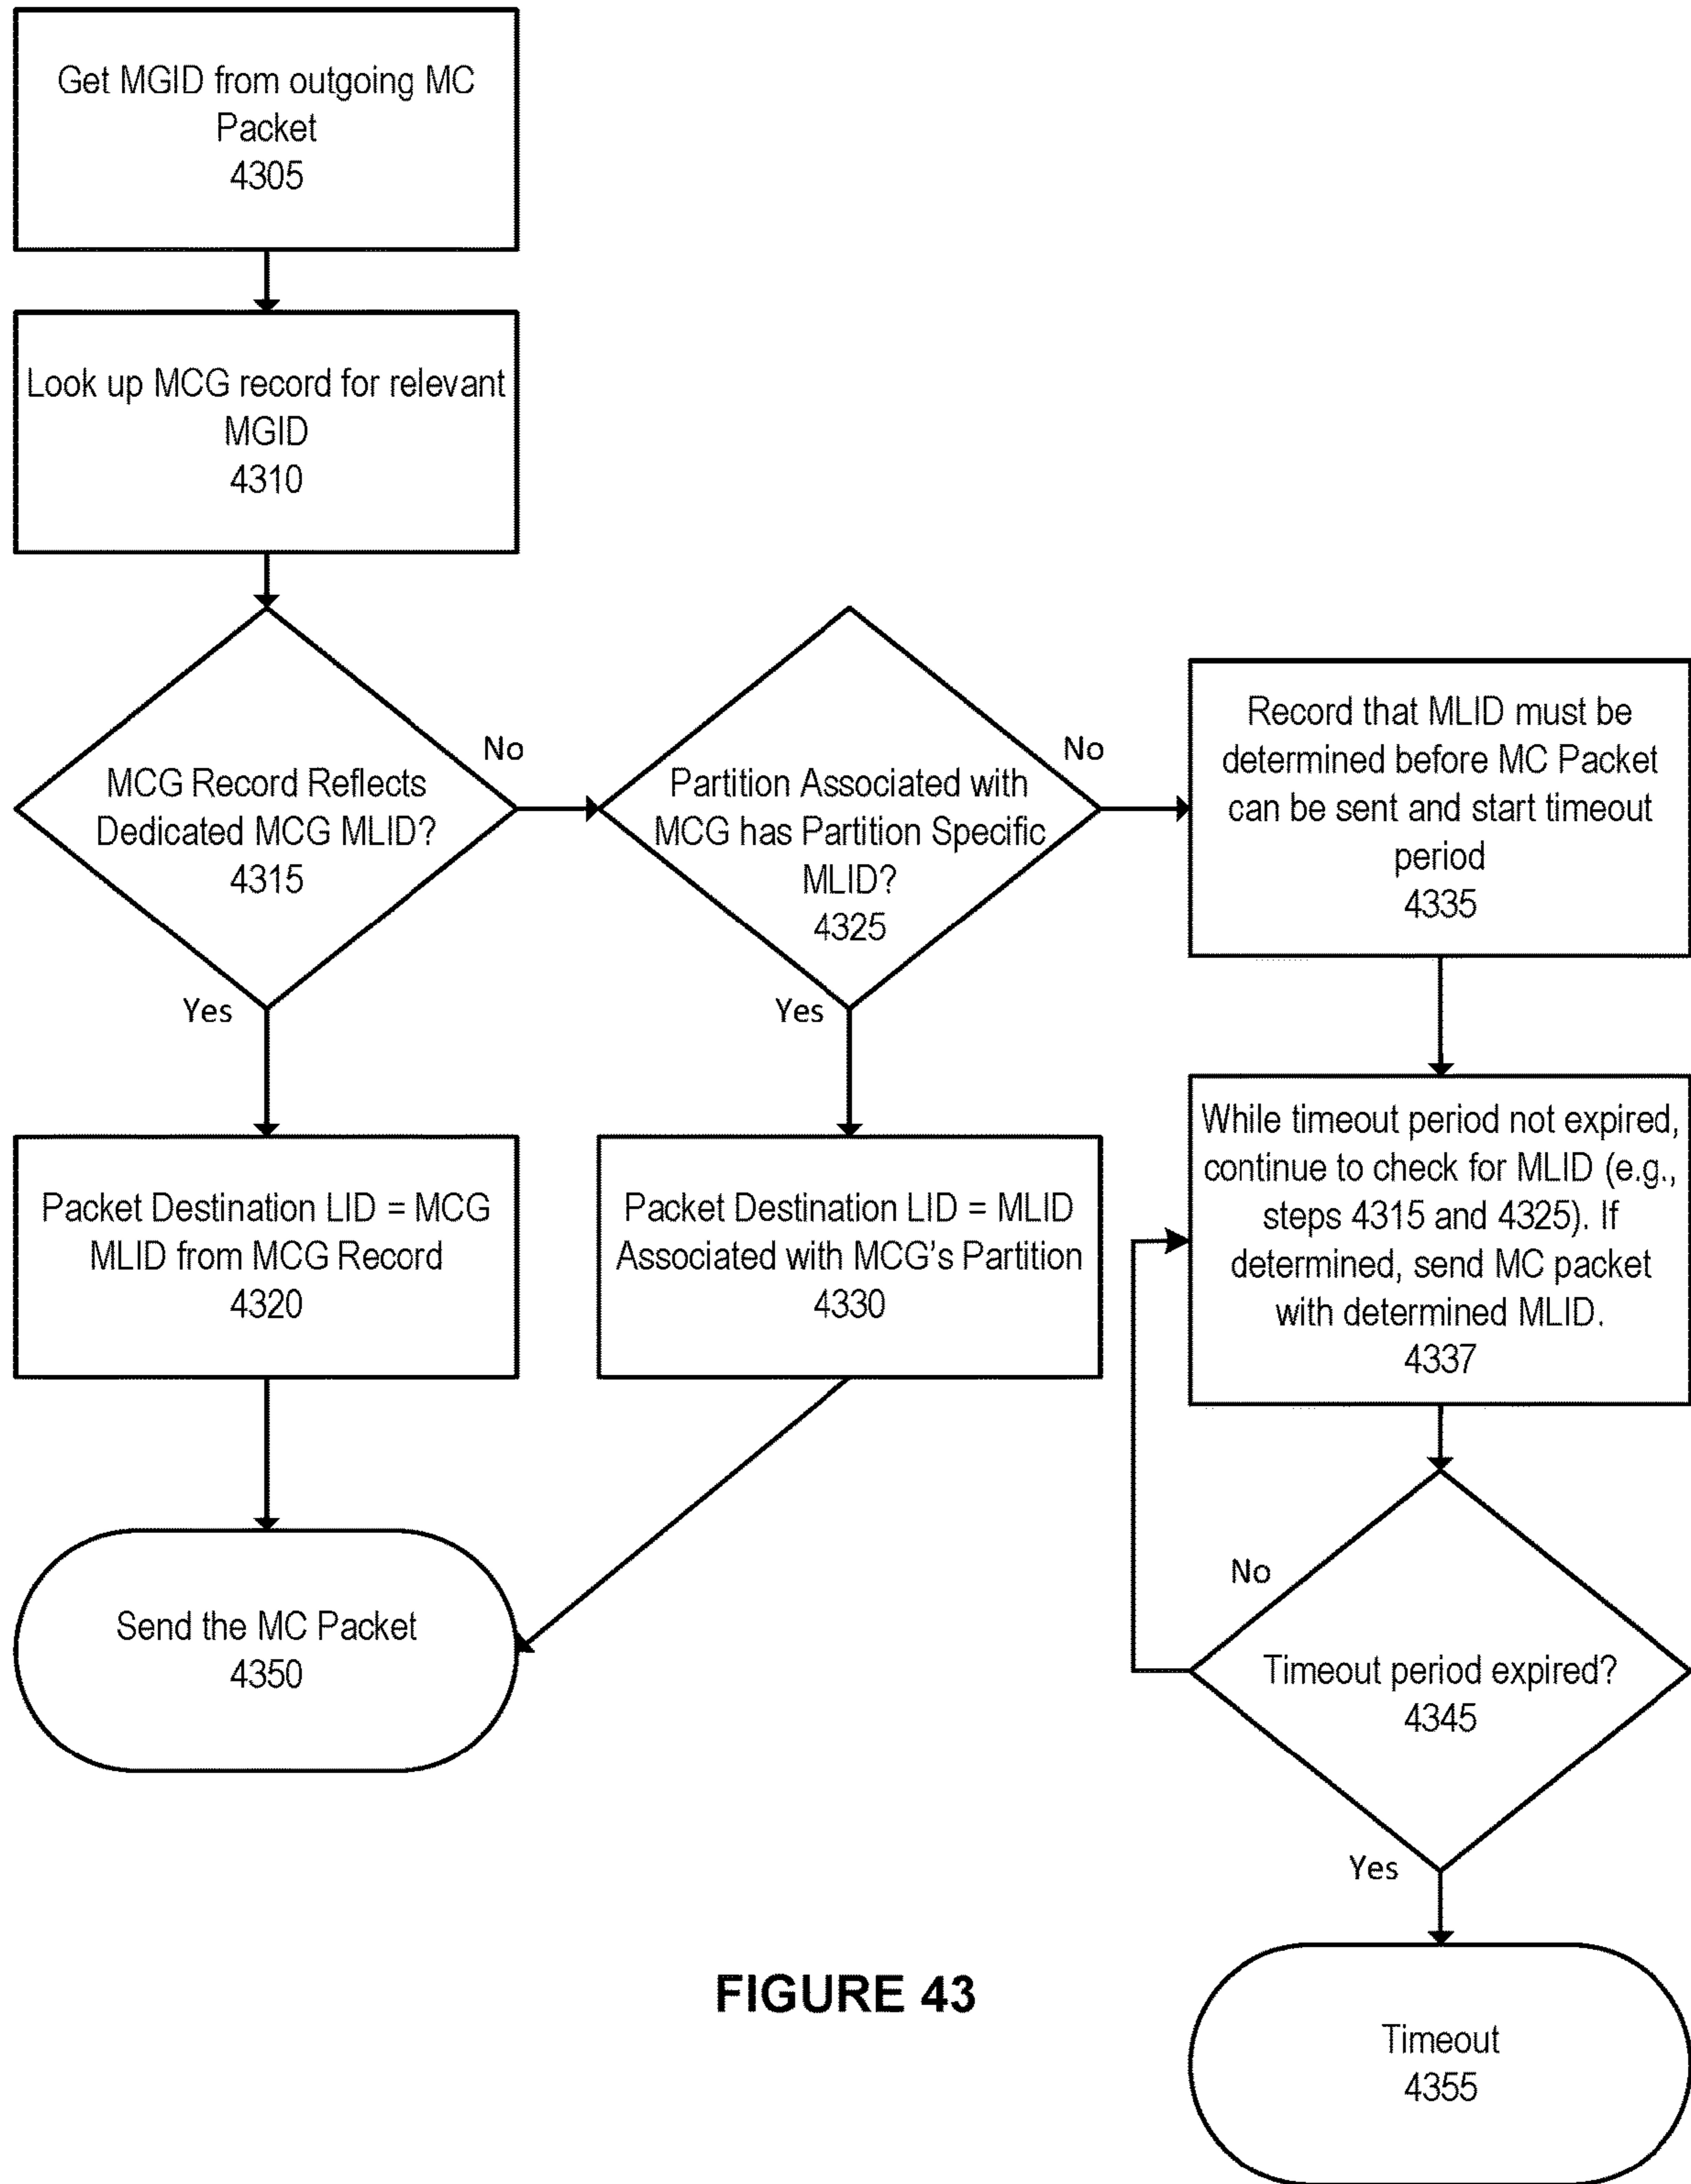 Get MGID from outgoing MC
Packet
4305
Look up MCG record for relevant
MGID
4310
MCG Record Reflects
Dedicated MCG MLID?
4315
No
Yes
Partition Associated with
MCG has Partition Specific
MLID?
4325
No
Yes
Record that MLID must be
determined before MC Packet
can be sent and start timeout
period
4335
Packet Destination LID = MCG
MLID from MCG Record
4320
Packet Destination LID = MLID
Associated with MCG's Partition
4330
While timeout period not expired,
continue to check for MLID (e.g.,
steps 4315 and 4325). If
determined, send MC packet
with determined MLID.
4337
Send the MC Packet
4350
No
Timeout period expired?
4345
Yes
Timeout
4355
FIGURE 43